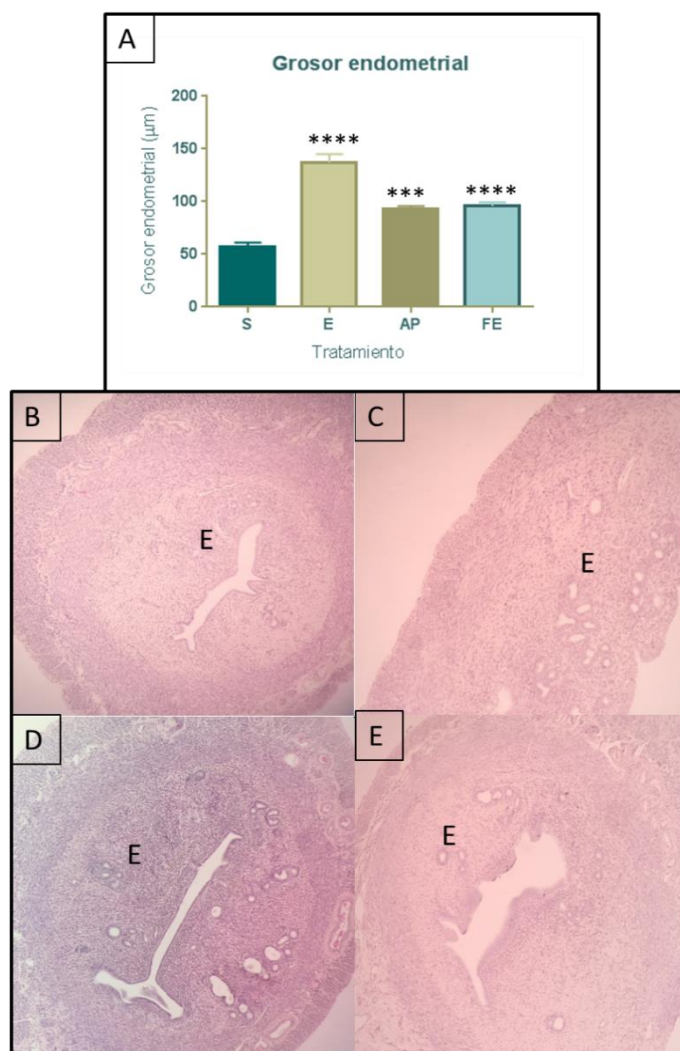 A
Grosor endometrial
Grosor endometrial (μm)
200
150
100
50
0
****
***
****
S
E
AP
FE
Tratamiento
B
E
C
E
D
E
E
E